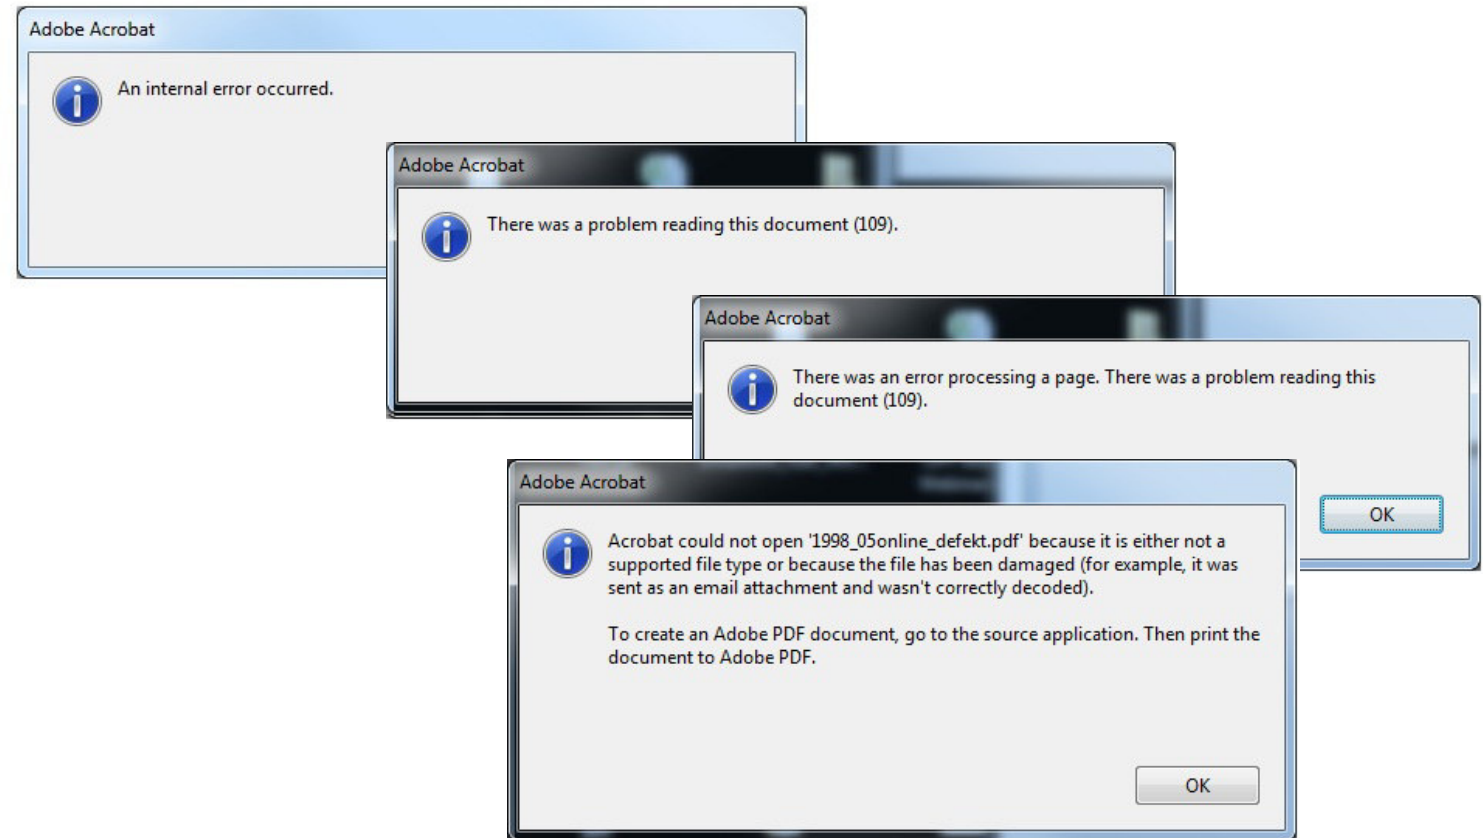 Adobe Acrobat
An internal error occurred.
Adobe Acrobat
There was a problem reading this document (109).
Adobe Acrobat
There was an error processing a page. There was a problem reading this
document (109).
OK
Adobe Acrobat
Acrobat could not open '1998_05online_defekt.pdf' because it is either not a
supported file type or because the file has been damaged (for example, it was
sent as an email attachment and wasn't correctly decoded).
To create an Adobe PDF document, go to the source application. Then print the
document to Adobe PDF.
OK